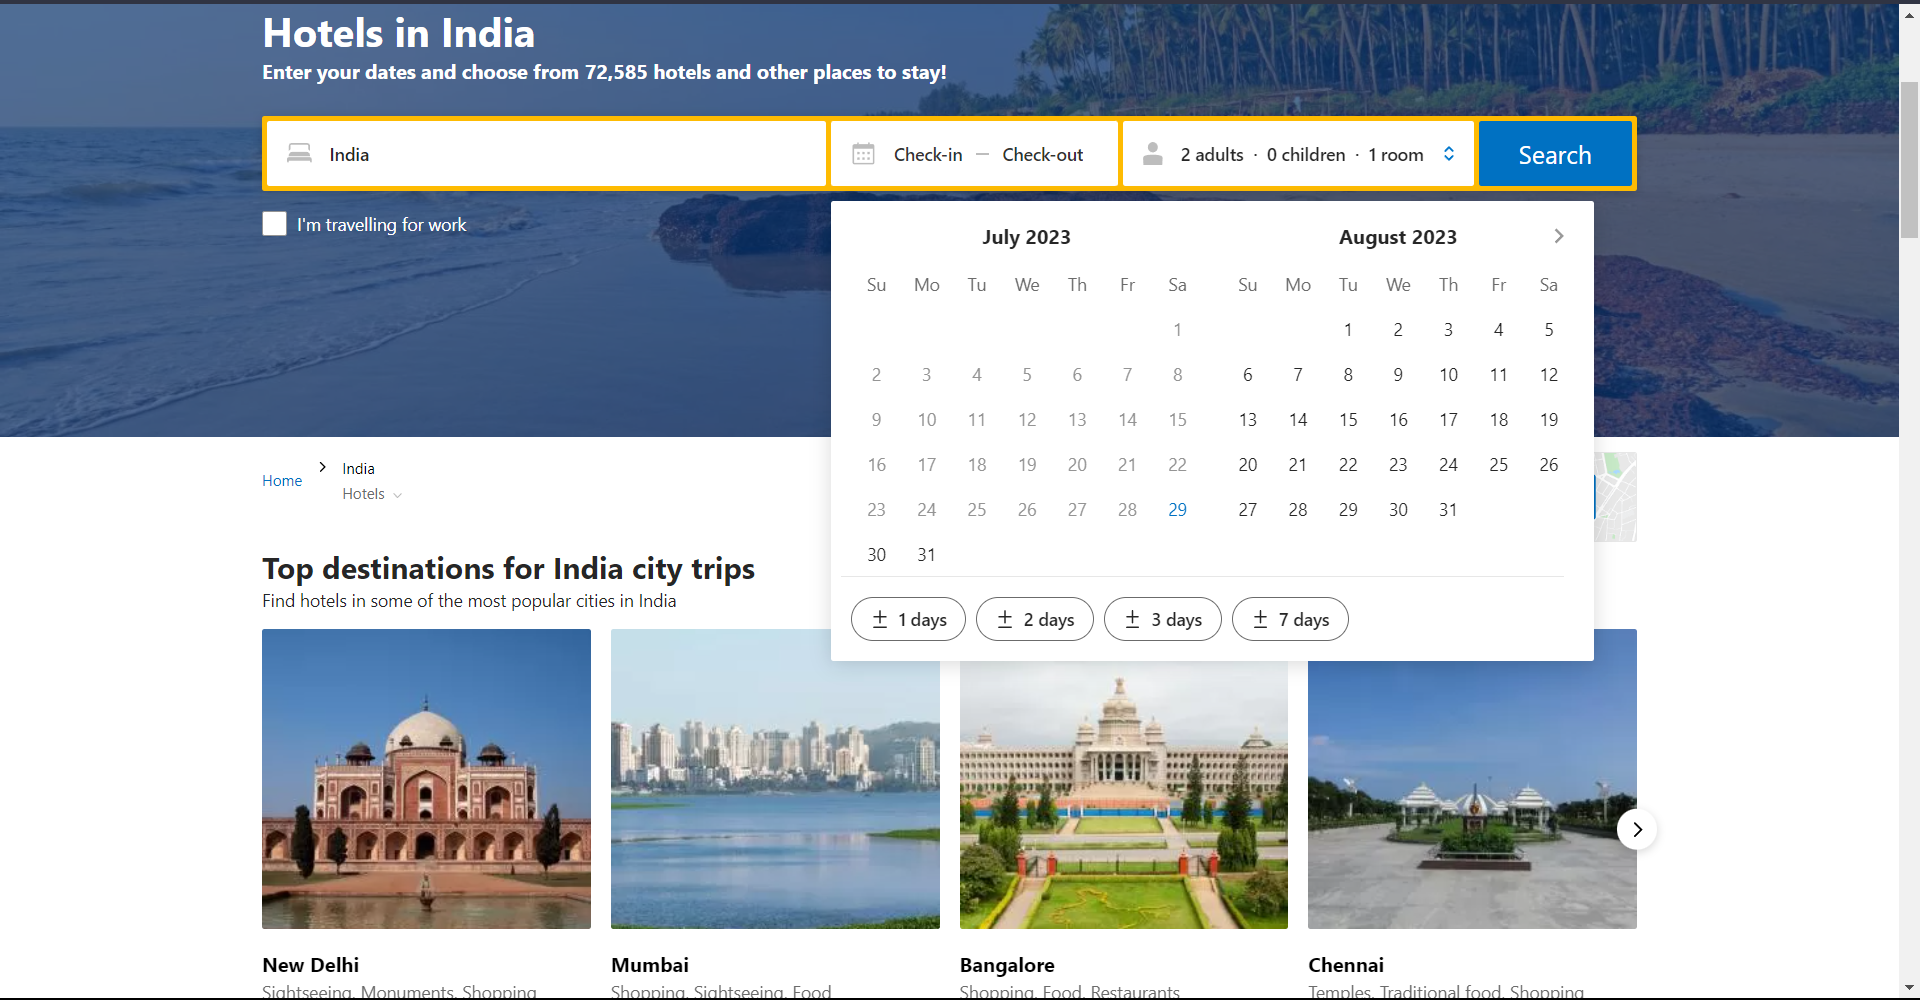 Hotels in India
Enter your dates and choose from 72,585 hotels and other places to stay!
India
Check-in — Check-out
2 adults · 0 children · 1 room
Search
I'm travelling for work
July 2023
Su Mo Tu We Th Fr Sa
1
2 3 4 5 6 7 8
9 10 11 12 13 14 15
16 17 18 19 20 21 22
23 24 25 26 27 28 29
30 31
August 2023
Su Mo Tu We Th Fr Sa
1 2 3 4 5
6 7 8 9 10 11 12
13 14 15 16 17 18 19
20 21 22 23 24 25 26
27 28 29 30 31
± 1 days
± 2 days
± 3 days
± 7 days
Home
India
Hotels
Top destinations for India city trips
Find hotels in some of the most popular cities in India
New Delhi
Sightseeing, Monuments, Shopping
Mumbai
Shopping, Sightseeing, Food
Bangalore
Shopping, Food, Restaurants
Chennai
Temples, Traditional food, Shopping